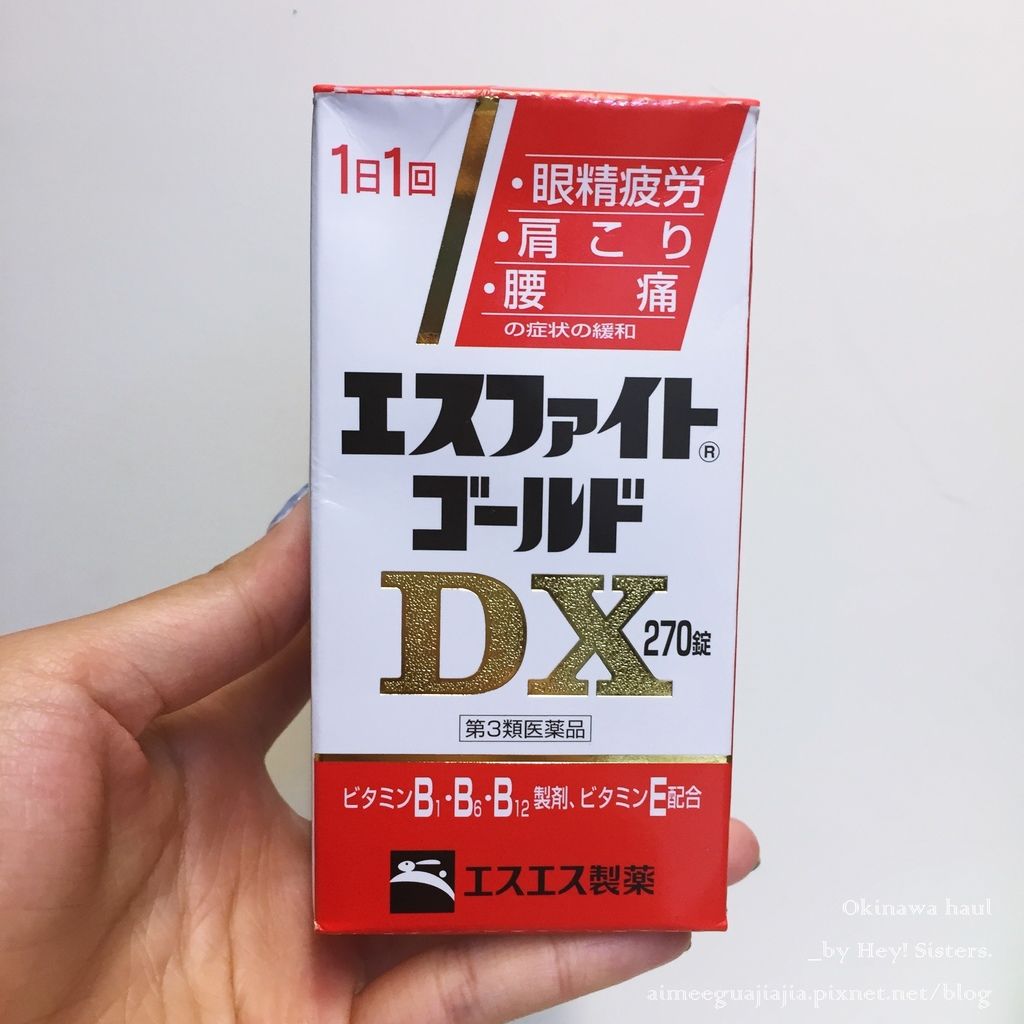 1日1回
・眼精疲労
・肩こり
・腰痛
の症状の緩和
エスファイト®
ゴールド
DX
270錠
第3類医薬品
ビタミンB1・B6・B12製剤、ビタミンE配合
エスエス製薬
Okinawa haul
_by Hey! Sisters.
aimeeguajiajia.pixnet.net/blog